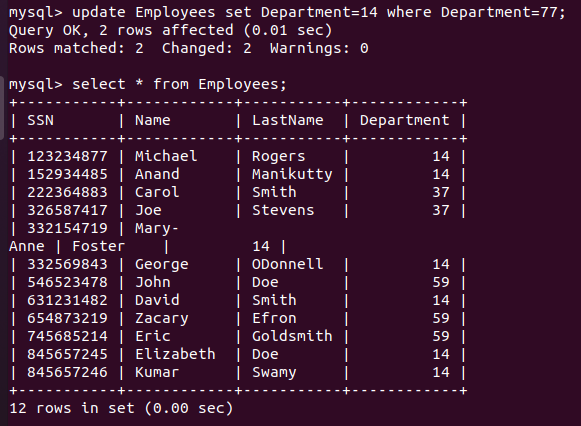 mysql> update Employees set Department=14 where Department=77;
Query OK, 2 rows affected (0.01 sec)
Rows matched: 2  Changed: 2  Warnings: 0

mysql> select * from Employees;
+-----------+------------+-----------+------------+
| SSN       | Name       | LastName  | Department |
+-----------+------------+-----------+------------+
| 123234877 | Michael    | Rogers    |         14 |
| 152934485 | Anand      | Manikutty |         14 |
| 222364883 | Carol      | Smith     |         37 |
| 326587417 | Joe        | Stevens   |         37 |
| 332154719 | Mary-
Anne | Foster    |         14 |
| 332569843 | George     | ODonnell  |         14 |
| 546523478 | John       | Doe       |         59 |
| 631231482 | David      | Smith     |         14 |
| 654873219 | Zacary     | Efron     |         59 |
| 745685214 | Eric       | Goldsmith |         59 |
| 845657245 | Elizabeth  | Doe       |         14 |
| 845657246 | Kumar      | Swamy     |         14 |
+-----------+------------+-----------+------------+
12 rows in set (0.00 sec)